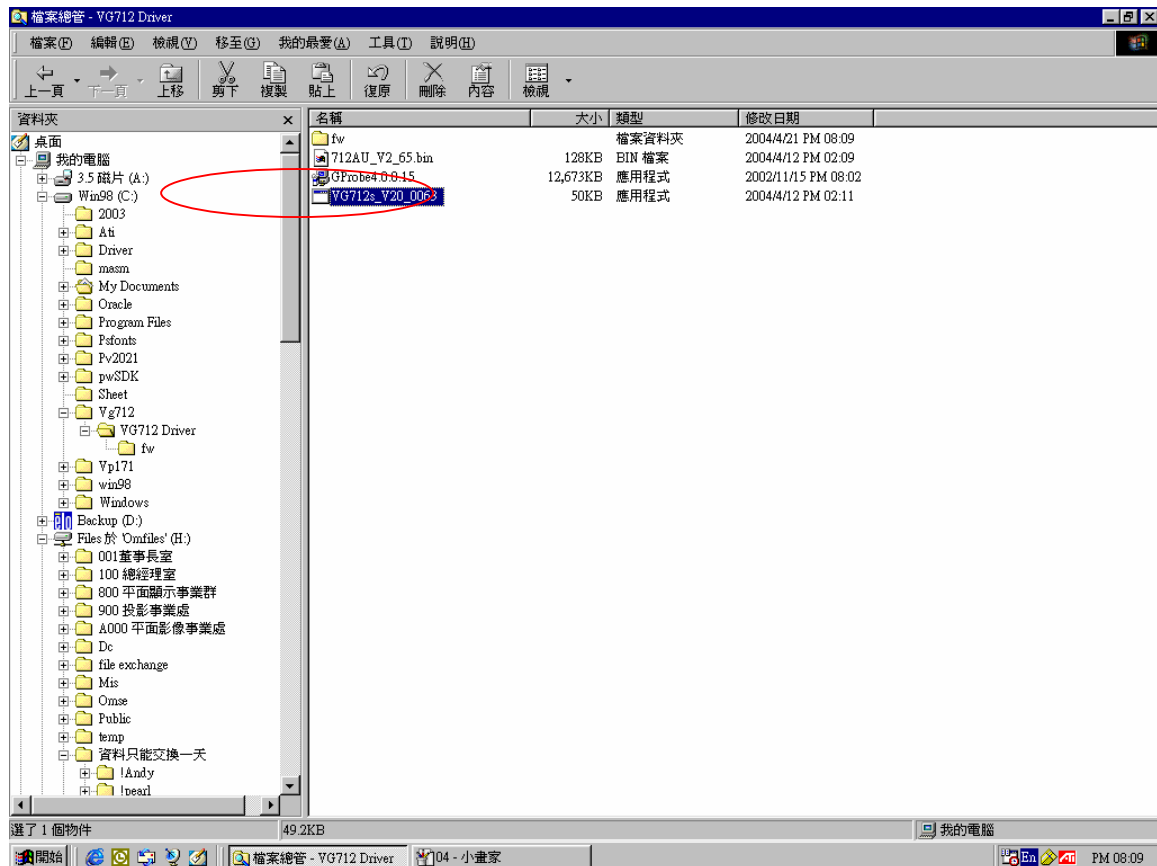 檔案總管 - VG712 Driver
檔案(F) 編輯(E) 檢視(V) 移至(G) 我的最愛(A) 工具(T) 說明(H)
上一頁 下一頁 上移 剪下 複製 貼上 復原 刪除 內容 檢視
資料夾 名稱 大小 類型 修改日期
桌面
我的電腦
3.5 磁片 (A:)
Win98 (C:)
2003
Ati
Driver
masm
My Documents
Oracle
Program Files
Psfonts
Pv2021
pwSDK
Sheet
Vg712
VG712 Driver
fw
Vp171
win98
Windows
Backup (D:)
Files 於 'Omfiles' (H:)
001董事長室
100 總經理室
800 平面顯示事業群
900 投影事業處
A000 平面影像事業處
Dc
file exchange
Mis
Omse
Public
temp
資料只能交換一天
!Andy
!pearl
fw 檔案資料夾 2004/4/21 PM 08:09
712AU_V2_65.bin 128KB BIN 檔案 2004/4/12 PM 02:09
GProbe4.0.0.15 12,673KB 應用程式 2002/11/15 PM 08:02
VG712s_V20_0063 50KB 應用程式 2004/4/12 PM 02:11
選了 1 個物件 49.2KB 我的電腦
開始 檔案總管 - VG712 Driver 04 - 小畫家 En PM 08:09